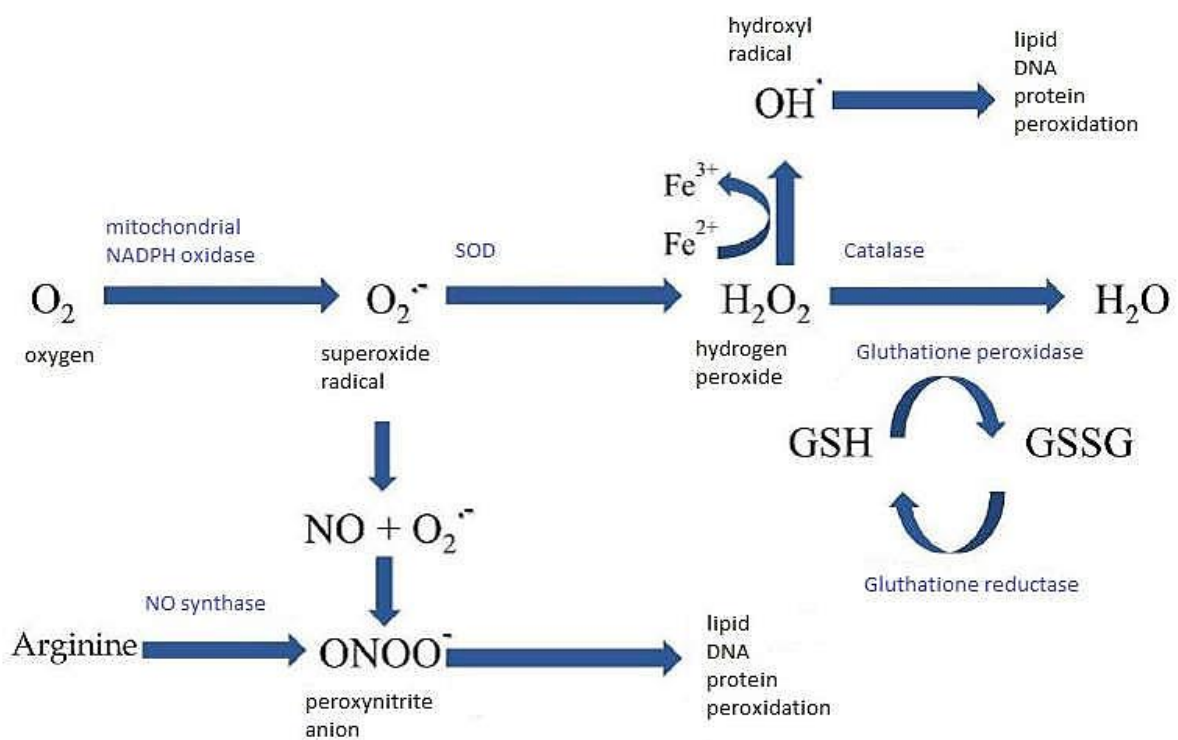 hydroxyl
radical
OH˙
lipid
DNA
protein
peroxidation
Fe³⁺
Fe²⁺
mitochondrial
NADPH oxidase
SOD
Catalase
O₂
O₂˙⁻
H₂O₂
H₂O
oxygen
superoxide
radical
hydrogen
peroxide
Gluthatione peroxidase
GSH
GSSG
NO + O₂˙⁻
Gluthatione reductase
NO synthase
Arginine
ONOO⁻
peroxynitrite
anion
lipid
DNA
protein
peroxidation